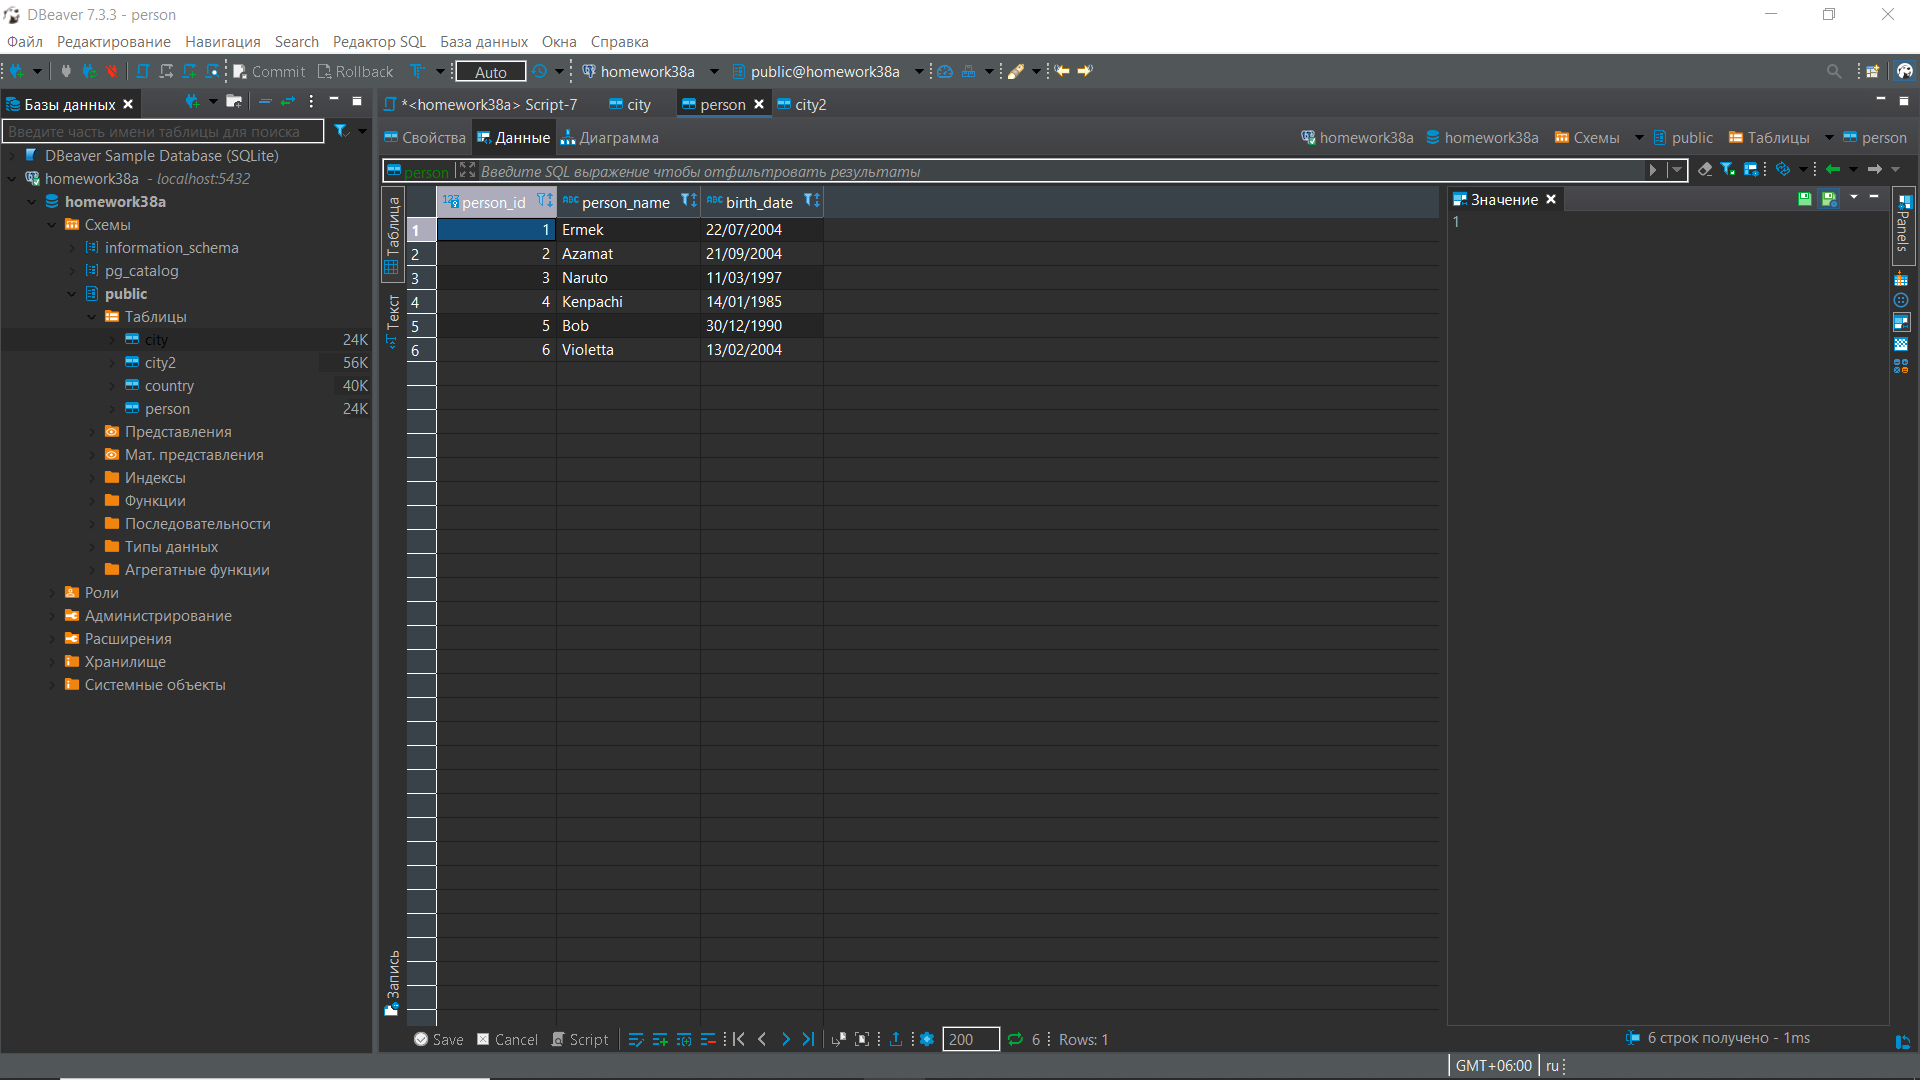 DBeaver 7.3.3 - person
Файл Редактирование Навигация Search Редактор SQL База данных Окна Справка
Commit Rollback Auto homework38a public@homework38a
Базы данных
*<homework38a> Script-7 city person city2
Введите часть имени таблицы для поиска
Свойства Данные Диаграмма homework38a homework38a Схемы public Таблицы person
person Введите SQL выражение чтобы отфильтровать результаты
DBeaver Sample Database (SQLite)
homework38a - localhost:5432
homework38a
Схемы
information_schema
pg_catalog
public
Таблицы
city 24K
city2 56K
country 40K
person 24K
Представления
Мат. представления
Индексы
Функции
Последовательности
Типы данных
Агрегатные функции
Роли
Администрирование
Расширения
Хранилище
Системные объекты
Таблица
Текст
Запись
123 person_id ABC person_name ABC birth_date
1 1 Ermek 22/07/2004
2 2 Azamat 21/09/2004
3 3 Naruto 11/03/1997
4 4 Kenpachi 14/01/1985
5 5 Bob 30/12/1990
6 6 Violetta 13/02/2004
Значение
1
Panels
Save Cancel Script 200 6 Rows: 1
6 строк получено - 1ms
GMT+06:00 ru